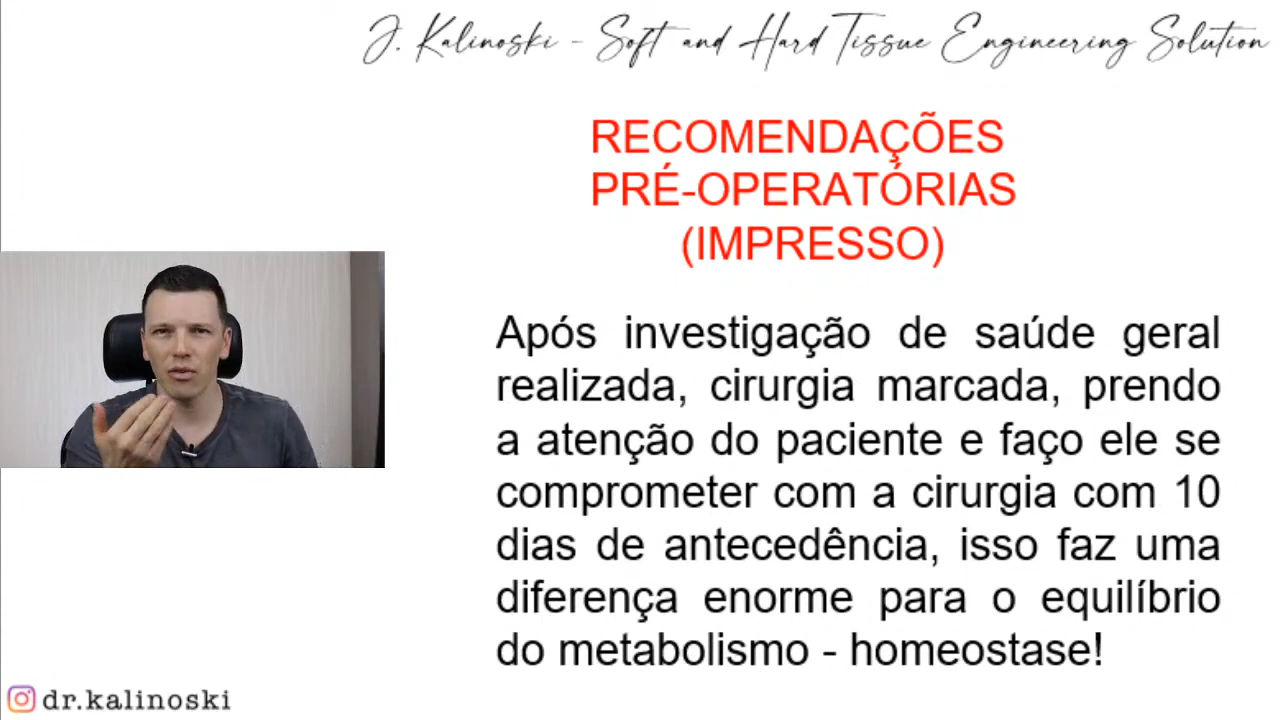 J. Kalinoski - Soft and Hard Tissue Engineering Solution
RECOMENDAÇÕES
PRÉ-OPERATÓRIAS
(IMPRESSO)
Após investigação de saúde geral
realizada, cirurgia marcada, prendo
a atenção do paciente e faço ele se
comprometer com a cirurgia com 10
dias de antecedência, isso faz uma
diferença enorme para o equilíbrio
do metabolismo - homeostase!
dr.kalinoski